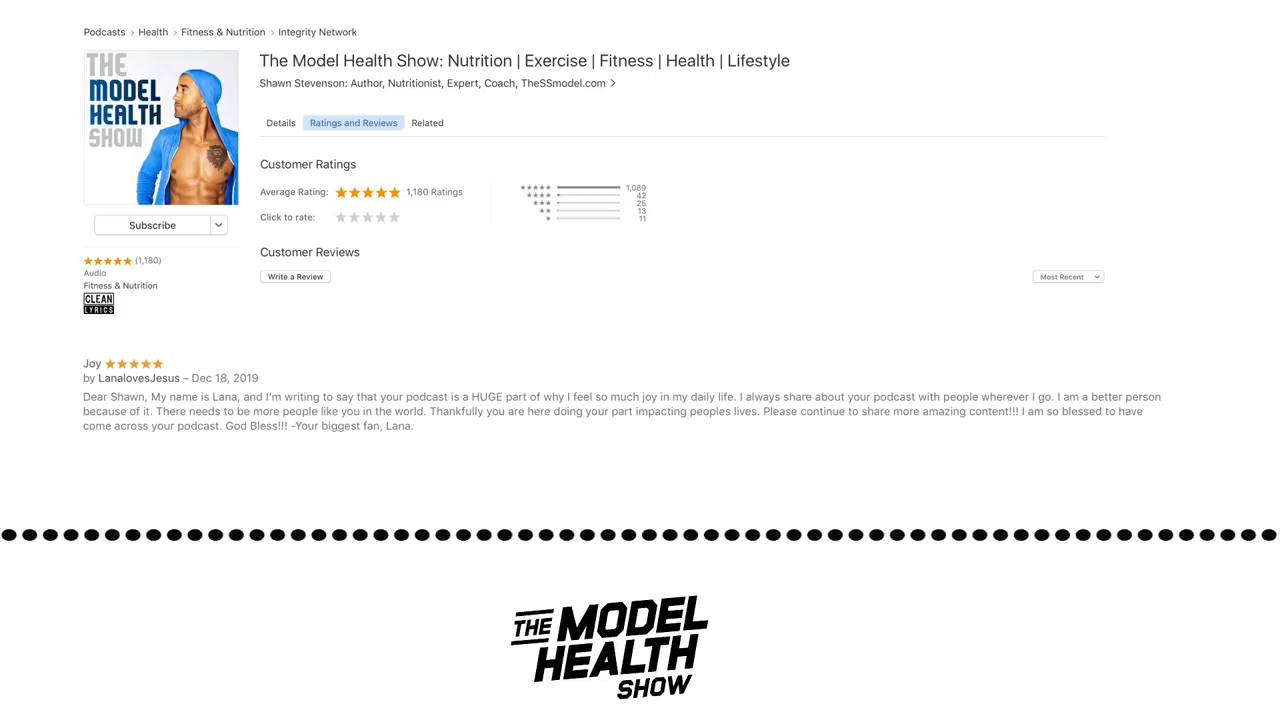 Podcasts > Health > Fitness & Nutrition > Integrity Network
THE
MODEL
HEALTH
SHOW
The Model Health Show: Nutrition | Exercise | Fitness | Health | Lifestyle
Shawn Stevenson: Author, Nutritionist, Expert, Coach, TheSSmodel.com >
Details Ratings and Reviews Related
Customer Ratings
Average Rating: ★★★★★ 1,180 Ratings
Click to rate: ★★★★★
★★★★★ 1,089
★★★★ 42
★★★ 25
★★ 13
★ 11
Subscribe
Customer Reviews
Write a Review
Most Recent
★★★★★ (1,180)
Audio
Fitness & Nutrition
CLEAN
LYRICS
Joy ★★★★★
by LanalovesJesus – Dec 18, 2019
Dear Shawn, My name is Lana, and I'm writing to say that your podcast is a HUGE part of why I feel so much joy in my daily life. I always share about your podcast with people wherever I go. I am a better person
because of it. There needs to be more people like you in the world. Thankfully you are here doing your part impacting peoples lives. Please continue to share more amazing content!!! I am so blessed to have
come across your podcast. God Bless!!! -Your biggest fan, Lana.
THE MODEL
HEALTH
SHOW